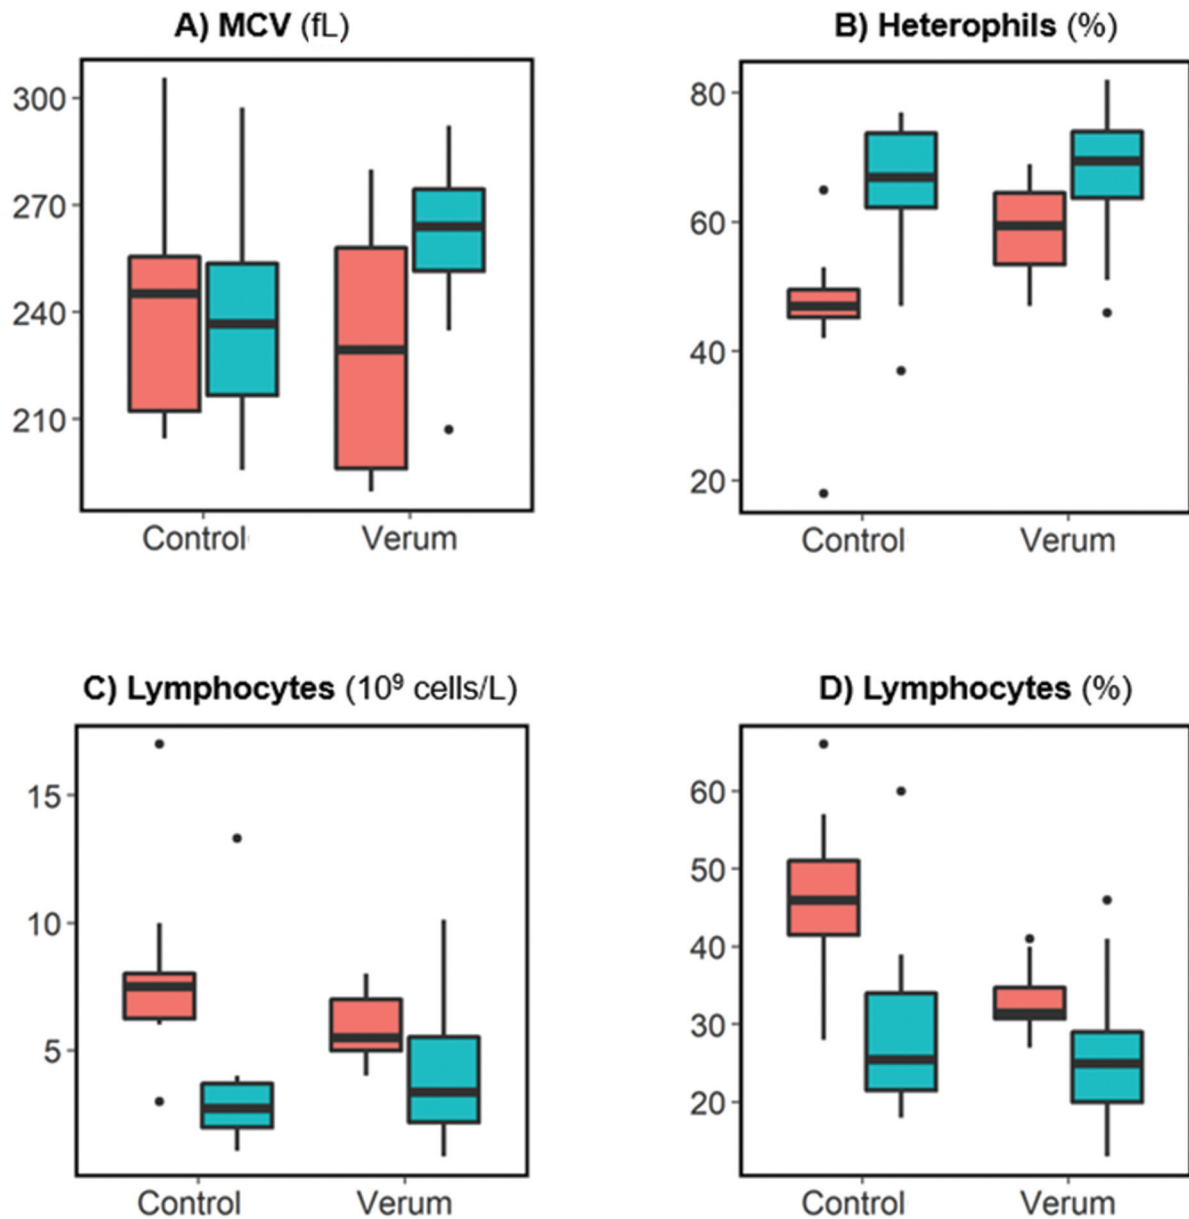 A) MCV (fL)
300
270
240
210
Control
Verum
B) Heterophils (%)
80
60
40
20
Control
Verum
C) Lymphocytes (10⁹ cells/L)
15
10
5
Control
Verum
D) Lymphocytes (%)
60
50
40
30
20
Control
Verum